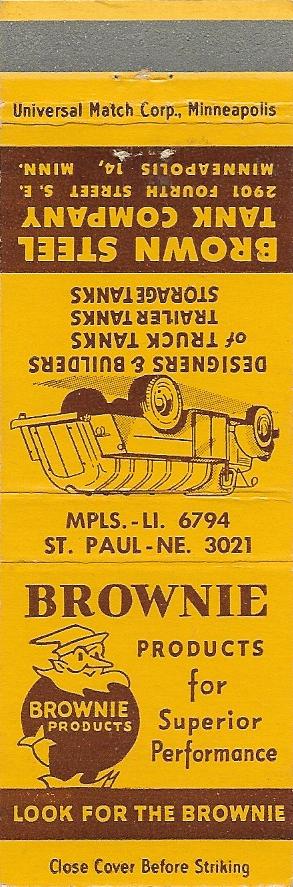 Universal Match Corp., Minneapolis
BROWN STEEL
TANK COMPANY
2901 FOURTH STREET S. E.
MINNEAPOLIS 14, MINN.
DESIGNERS & BUILDERS
of TRUCK TANKS
TRAILER TANKS
STORAGE TANKS
MPLS.-LI. 6794
ST. PAUL-NE. 3021
BROWNIE
PRODUCTS
for
Superior
Performance
BROWNIE
PRODUCTS
LOOK FOR THE BROWNIE
Close Cover Before Striking